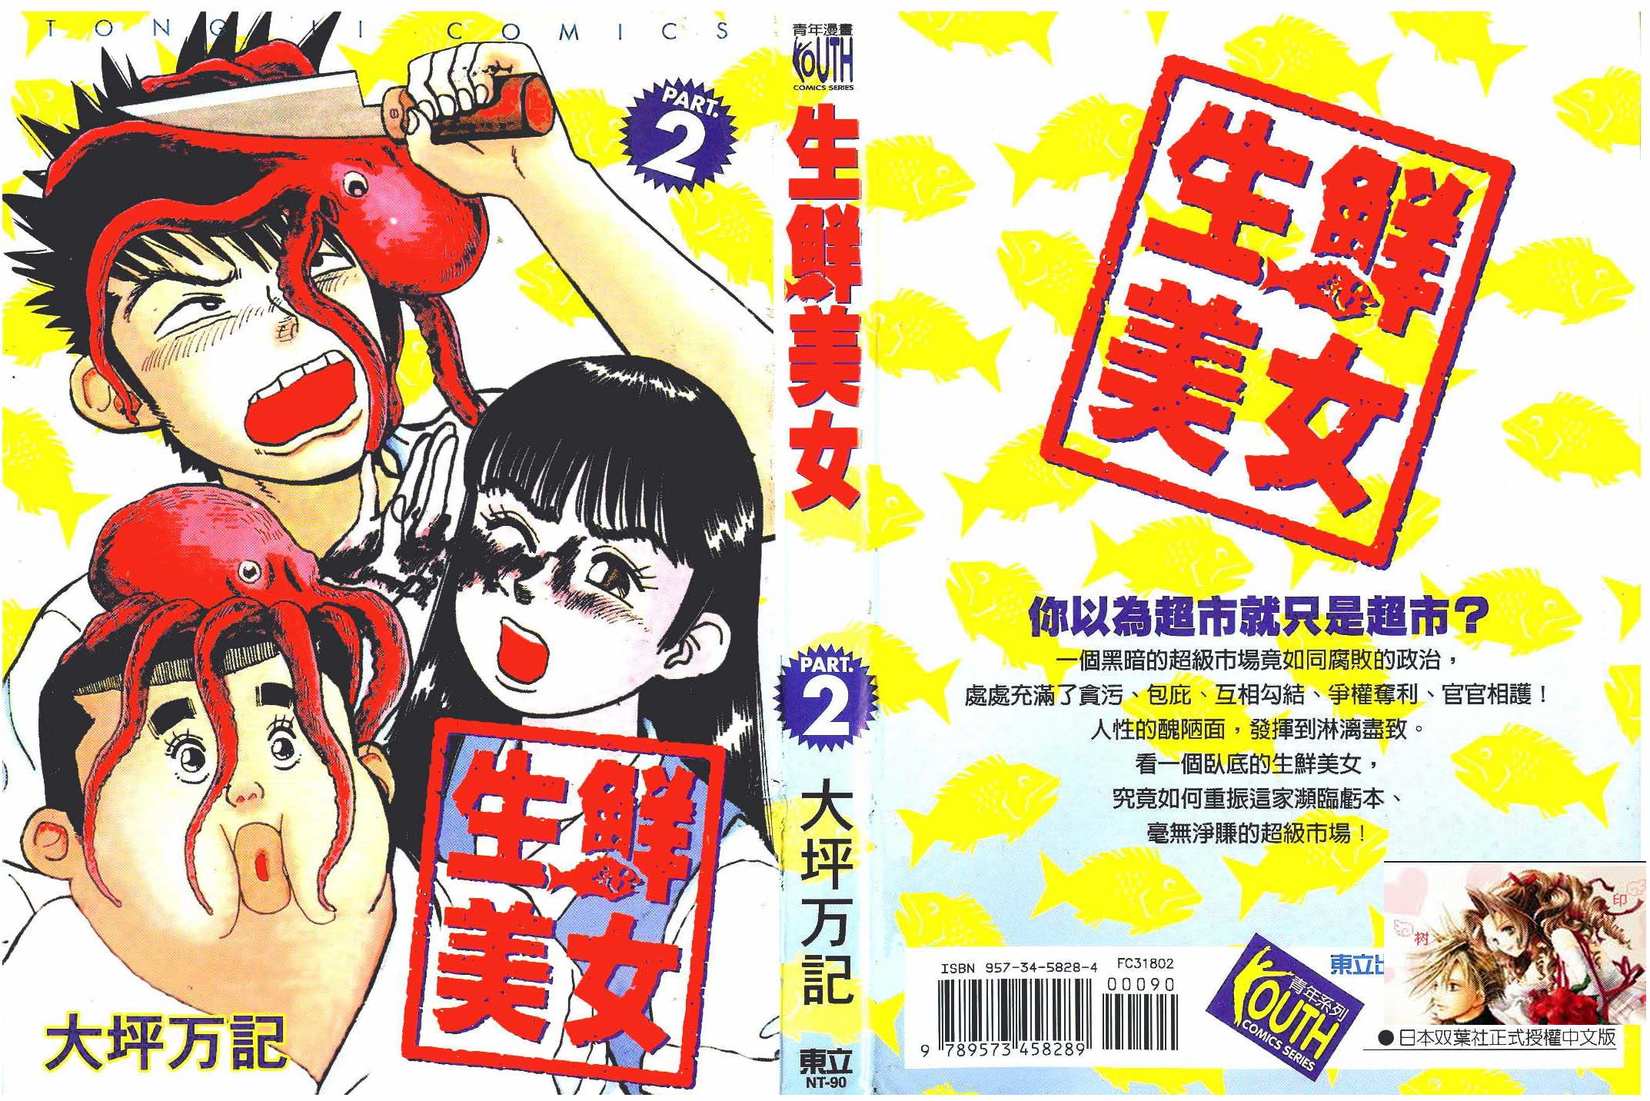 TONG LI COMICS
PART.
2
生鮮
美女
大坪万記
青年漫畫
YOUTH
COMICS SERIES
生鮮美女
PART.
2
大坪万記
東立
NT-90
生鮮
美女
你以為超市就只是超市？
一個黑暗的超級市場竟如同腐敗的政治，
處處充滿了貪污、包庇、互相勾結、爭權奪利、官官相護！
人性的醜陋面，發揮到淋漓盡致。
看一個臥底的生鮮美女，
究竟如何重振這家瀕臨虧本、
毫無淨賺的超級市場！
ISBN 957-34-5828-4 FC31802
00090
9 789573 458289
青年系列
YOUTH
COMICS SERIES
東立出
树
印
●日本双葉社正式授權中文版